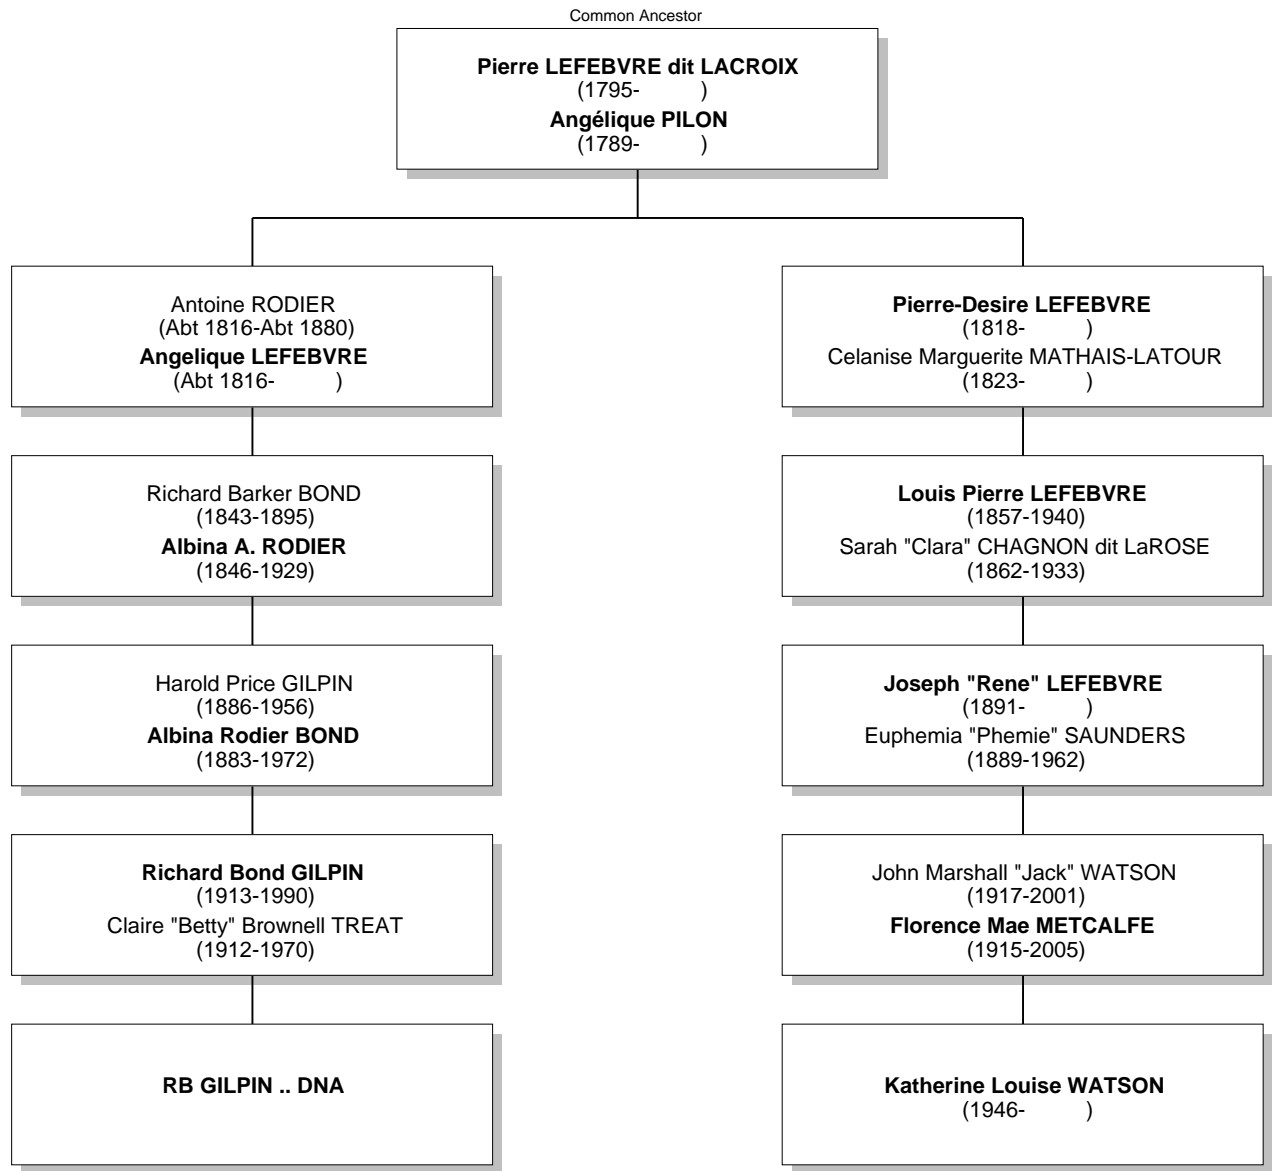 Common Ancestor
Pierre LEFEBVRE dit LACROIX
(1795- )
Angélique PILON
(1789- )
Antoine RODIER
(Abt 1816-Abt 1880)
Angelique LEFEBVRE
(Abt 1816- )
Pierre-Desire LEFEBVRE
(1818- )
Celanise Marguerite MATHAIS-LATOUR
(1823- )
Richard Barker BOND
(1843-1895)
Albina A. RODIER
(1846-1929)
Louis Pierre LEFEBVRE
(1857-1940)
Sarah "Clara" CHAGNON dit LaROSE
(1862-1933)
Harold Price GILPIN
(1886-1956)
Albina Rodier BOND
(1883-1972)
Joseph "Rene" LEFEBVRE
(1891- )
Euphemia "Phemie" SAUNDERS
(1889-1962)
Richard Bond GILPIN
(1913-1990)
Claire "Betty" Brownell TREAT
(1912-1970)
John Marshall "Jack" WATSON
(1917-2001)
Florence Mae METCALFE
(1915-2005)
RB GILPIN .. DNA
Katherine Louise WATSON
(1946- )